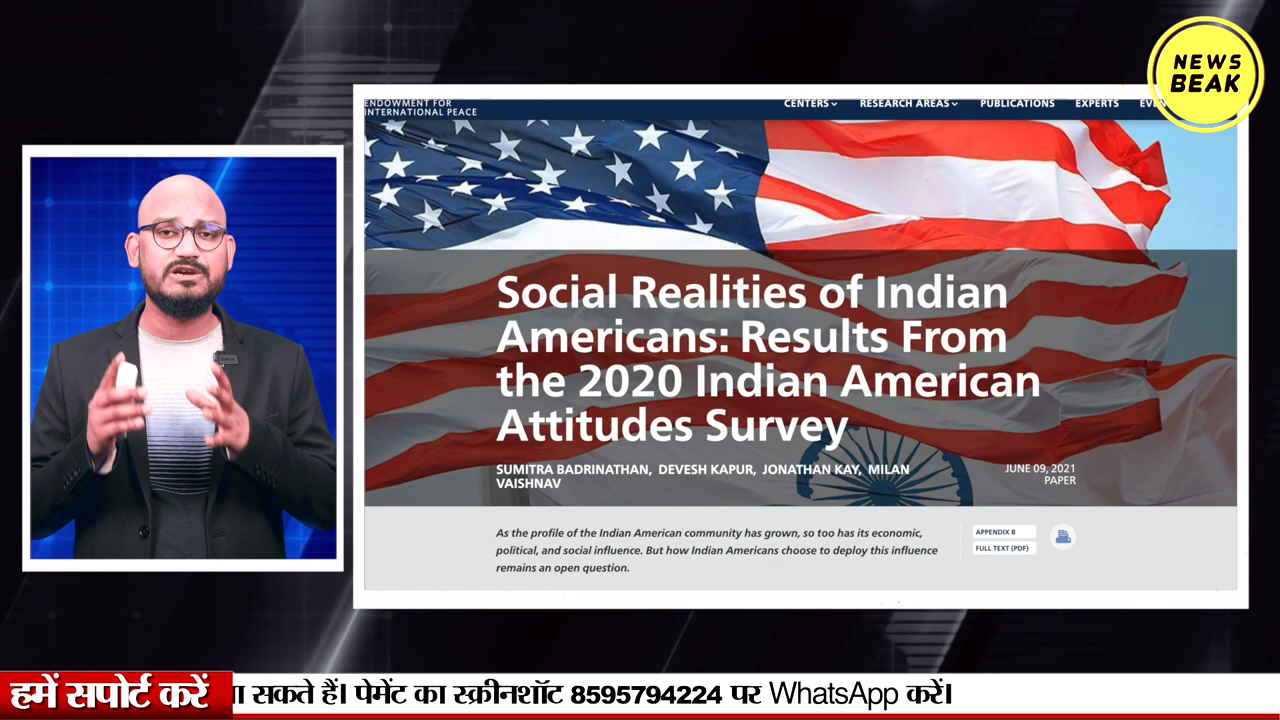 NEWS
BEAK
ENDOWMENT FOR
INTERNATIONAL PEACE
CENTERS RESEARCH AREAS PUBLICATIONS EXPERTS
Social Realities of Indian
Americans: Results From
the 2020 Indian American
Attitudes Survey
SUMITRA BADRINATHAN, DEVESH KAPUR, JONATHAN KAY, MILAN
VAISHNAV
JUNE 09, 2021
PAPER
As the profile of the Indian American community has grown, so too has its economic,
political, and social influence. But how Indian Americans choose to deploy this influence
remains an open question.
APPENDIX B
FULL TEXT (PDF)
हमें सपोर्ट करें सकते हैं। पेमेंट का स्क्रीनशॉट 8595794224 पर WhatsApp करें।